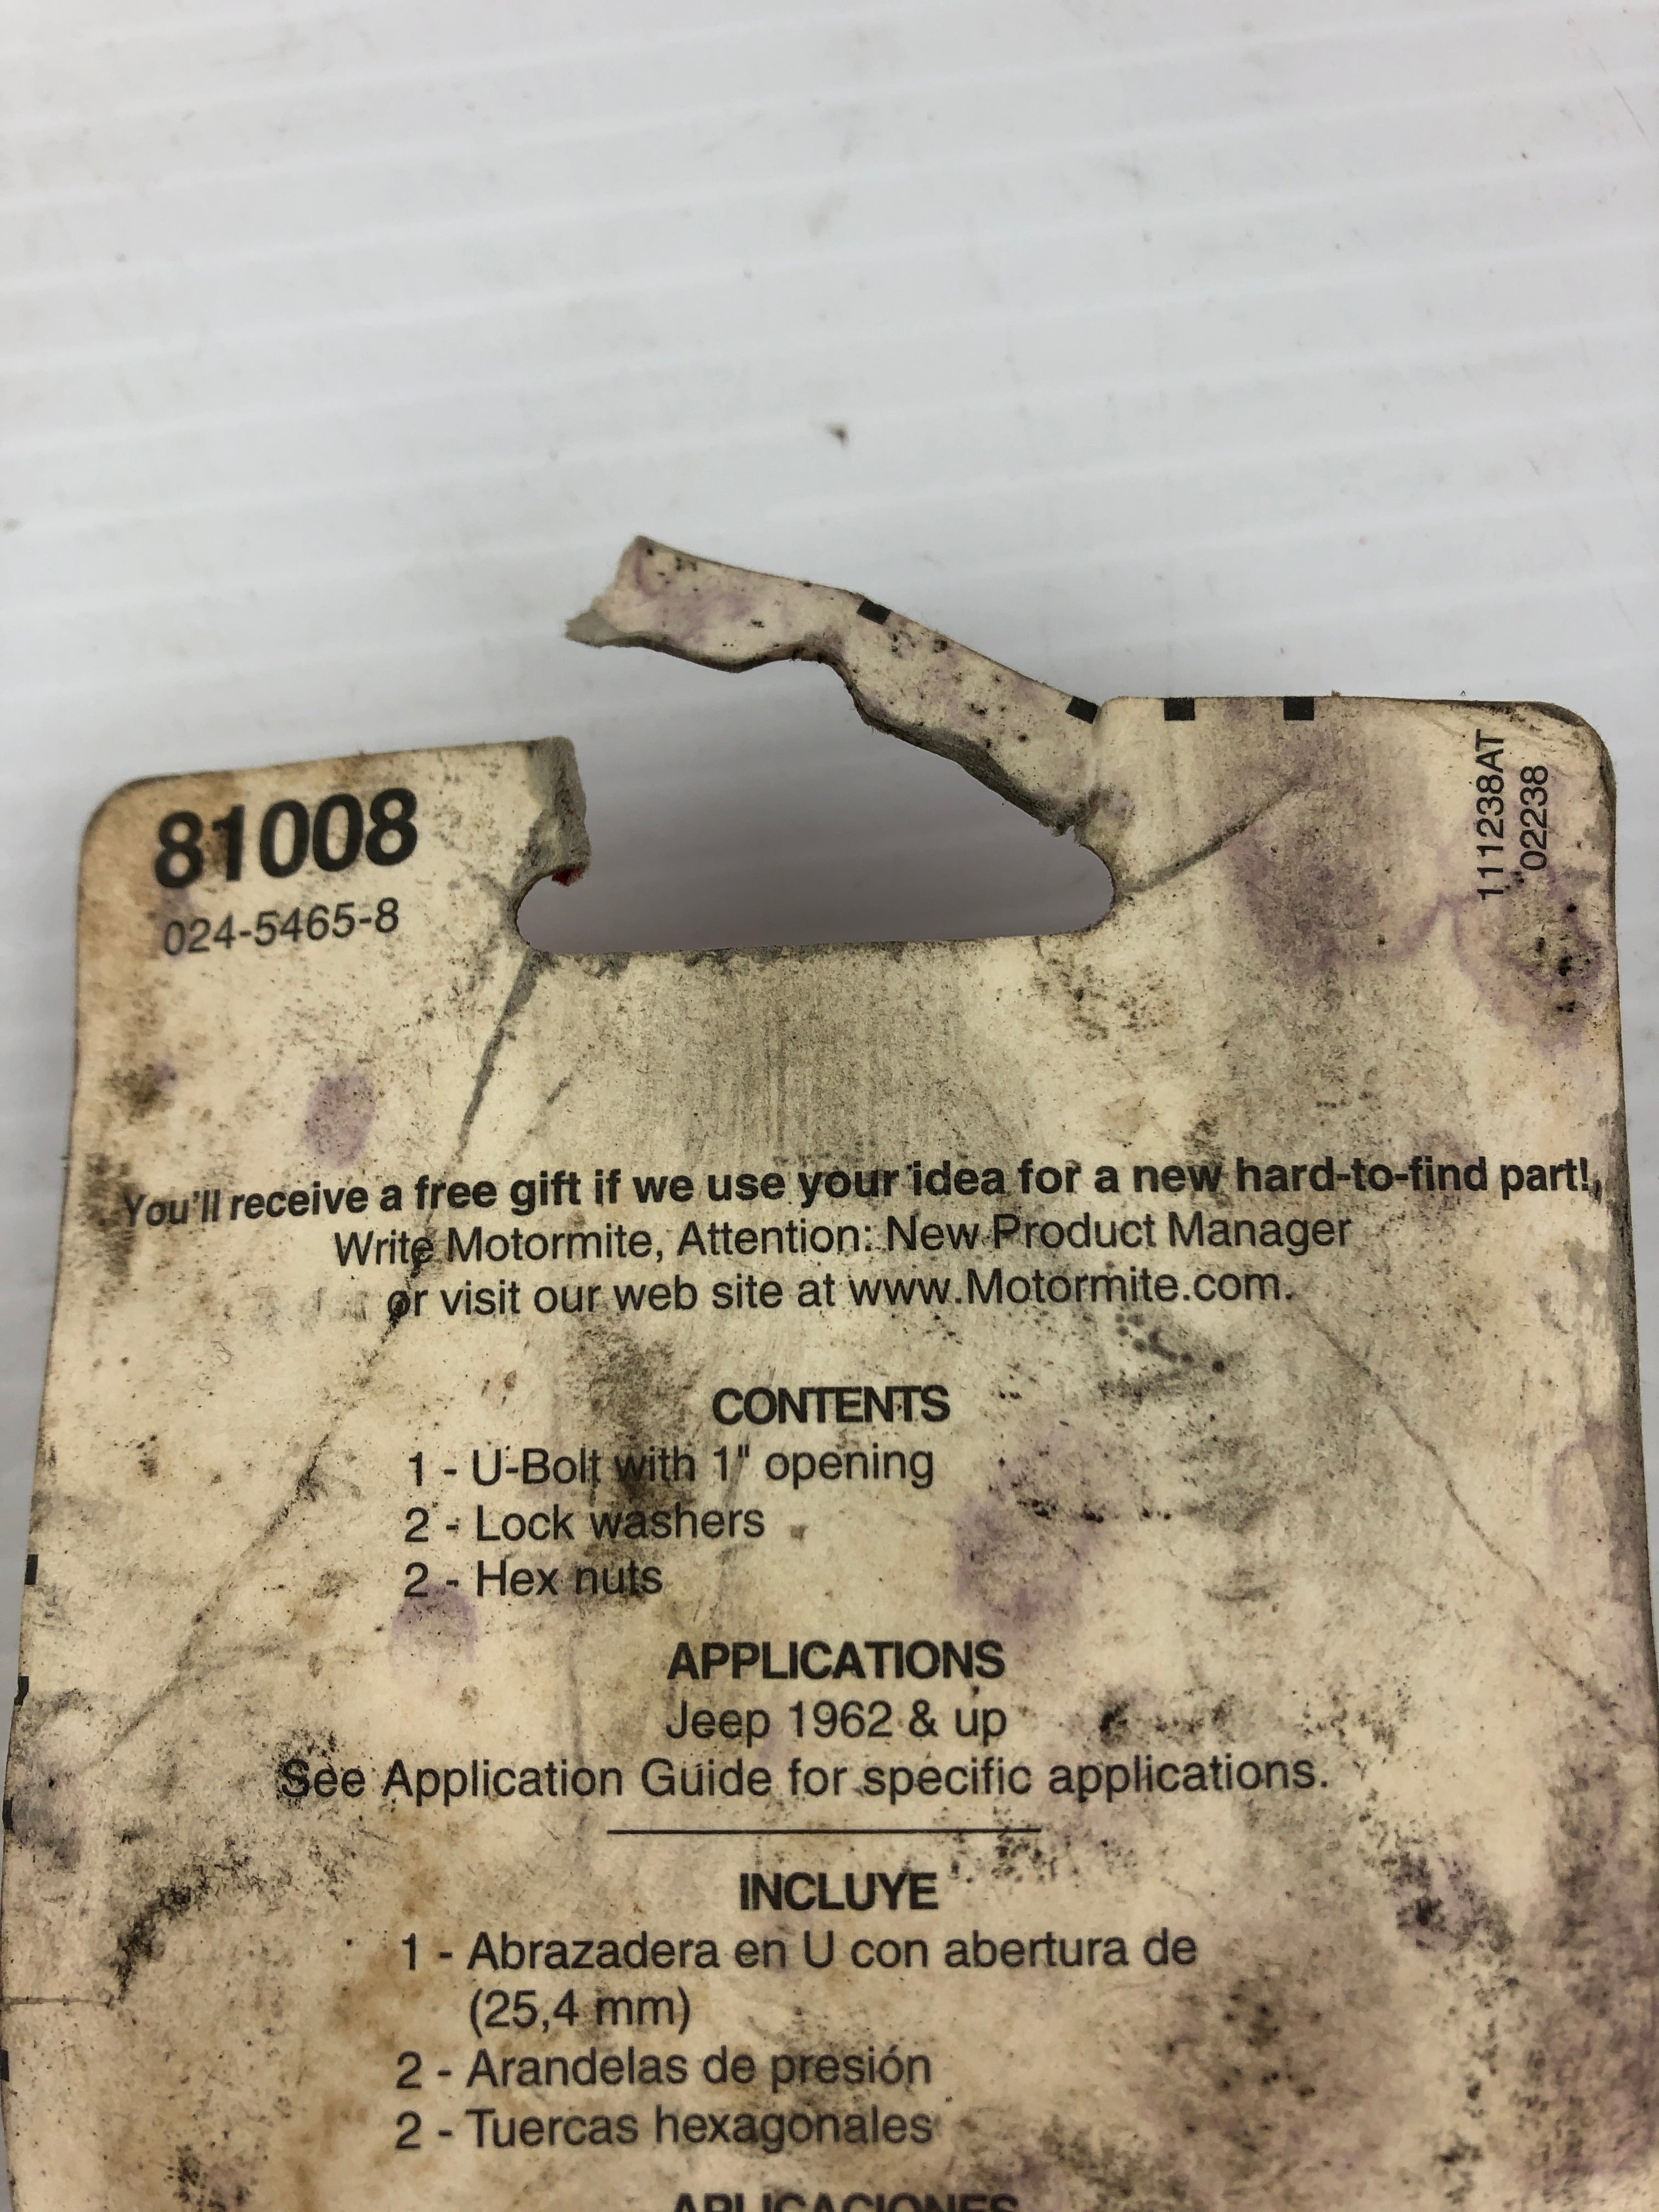 81008
024-5465-8
111238AT
02238
You'll receive a free gift if we use your idea for a new hard-to-find part!
Write Motormite, Attention: New Product Manager
or visit our web site at www.Motormite.com.
CONTENTS
1 - U-Bolt with 1" opening
2 - Lock washers
2 - Hex nuts
APPLICATIONS
Jeep 1962 & up
See Application Guide for specific applications.
INCLUYE
1 - Abrazadera en U con abertura de
(25,4 mm)
2 - Arandelas de presión
2 - Tuercas hexagonales
APLICACIONES